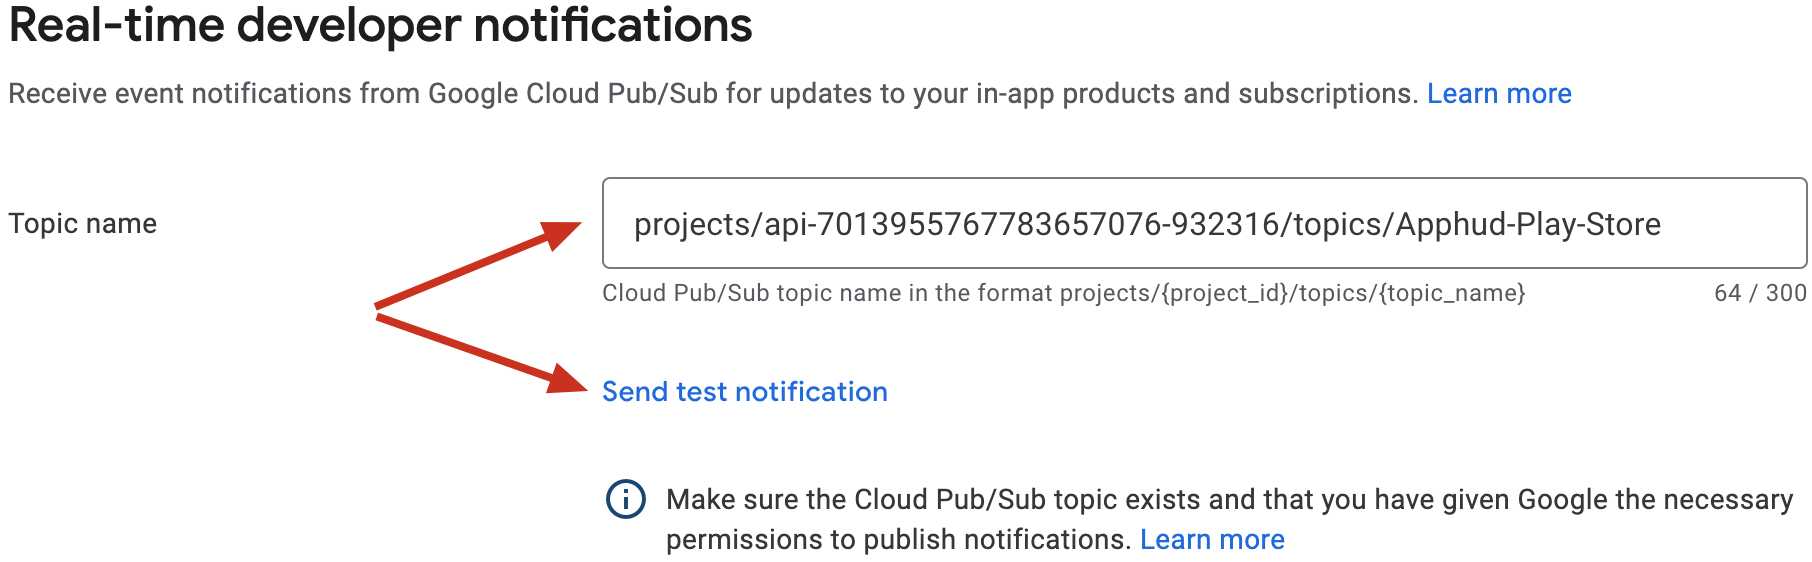 Real-time developer notifications
Receive event notifications from Google Cloud Pub/Sub for updates to your in-app products and subscriptions. Learn more
Topic name
projects/api-7013955767783657076-932316/topics/Apphud-Play-Store
Cloud Pub/Sub topic name in the format projects/{project_id}/topics/{topic_name}
64 / 300
Send test notification
Make sure the Cloud Pub/Sub topic exists and that you have given Google the necessary
permissions to publish notifications. Learn more